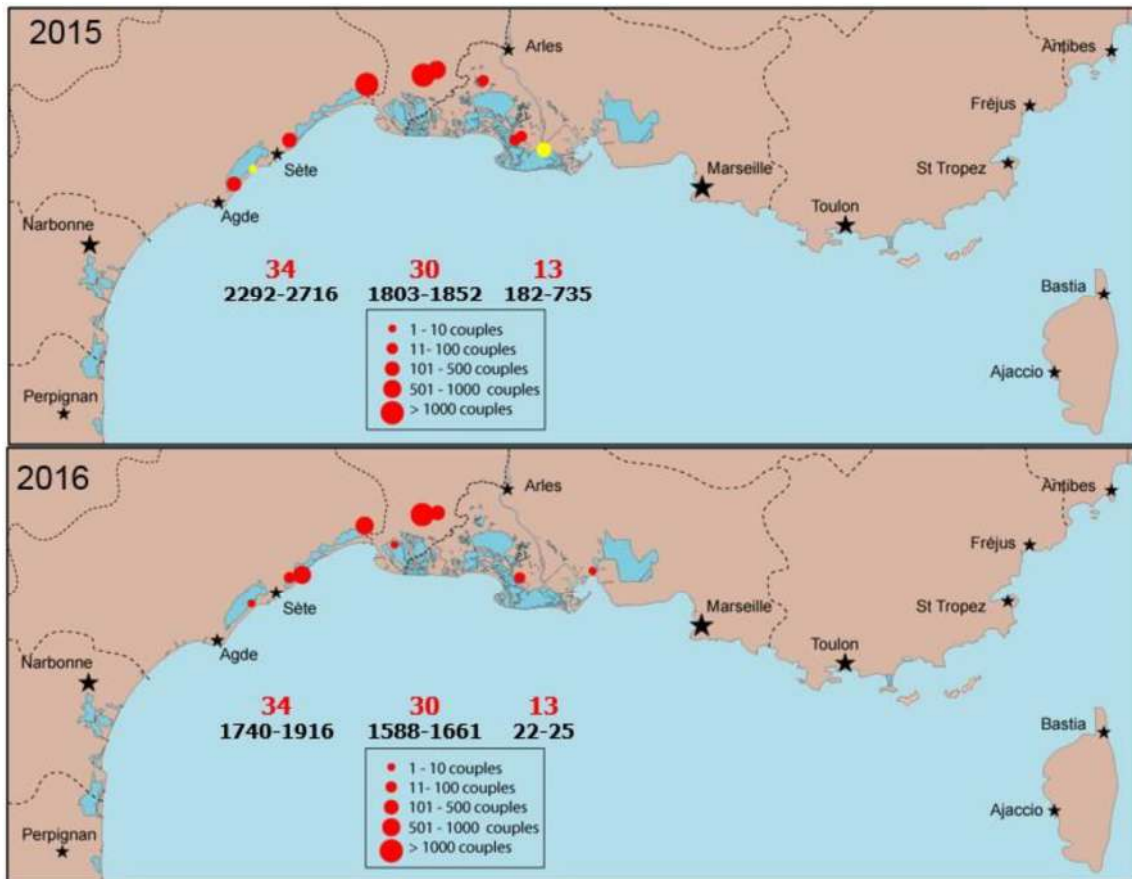 2015
Arles
Antibes
Fréjus
St Tropez
Marseille
Sète
Toulon
Agde
Narbonne
34 30 13
2292-2716 1803-1852 182-735
Bastia
1 - 10 couples
11- 100 couples
101 - 500 couples
501 - 1000 couples
> 1000 couples
Ajaccio
Perpignan
2016
Arles
Antibes
Fréjus
St Tropez
Marseille
Sète
Toulon
Agde
Narbonne
34 30 13
1740-1916 1588-1661 22-25
Bastia
1 - 10 couples
11- 100 couples
101 - 500 couples
501 - 1000 couples
> 1000 couples
Ajaccio
Perpignan